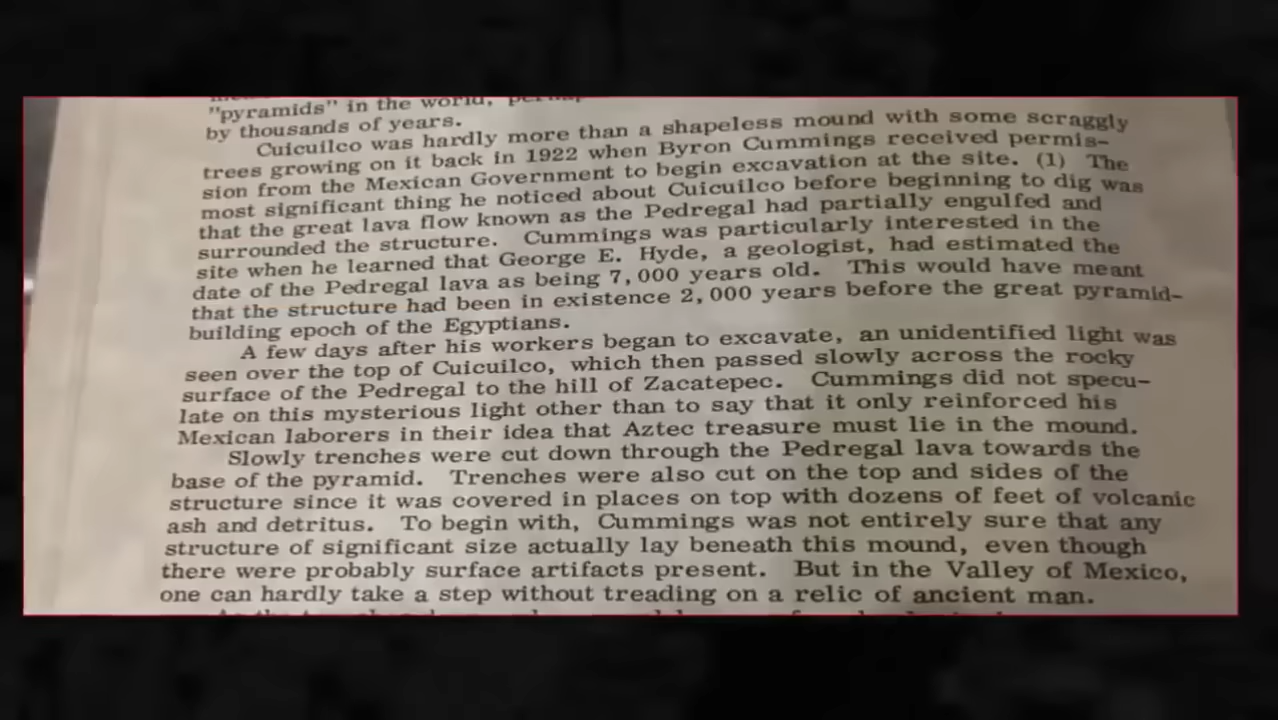 "pyramids" in the world,
by thousands of years.
Cuicuilco was hardly more than a shapeless mound with some scraggly
trees growing on it back in 1922 when Byron Cummings received permis-
sion from the Mexican Government to begin excavation at the site. (1) The
most significant thing he noticed about Cuicuilco before beginning to dig was
that the great lava flow known as the Pedregal had partially engulfed and
surrounded the structure. Cummings was particularly interested in the
site when he learned that George E. Hyde, a geologist, had estimated the
date of the Pedregal lava as being 7,000 years old. This would have meant
that the structure had been in existence 2,000 years before the great pyramid-
building epoch of the Egyptians.
A few days after his workers began to excavate, an unidentified light was
seen over the top of Cuicuilco, which then passed slowly across the rocky
surface of the Pedregal to the hill of Zacatepec. Cummings did not specu-
late on this mysterious light other than to say that it only reinforced his
Mexican laborers in their idea that Aztec treasure must lie in the mound.
Slowly trenches were cut down through the Pedregal lava towards the
base of the pyramid. Trenches were also cut on the top and sides of the
structure since it was covered in places on top with dozens of feet of volcanic
ash and detritus. To begin with, Cummings was not entirely sure that any
structure of significant size actually lay beneath this mound, even though
there were probably surface artifacts present. But in the Valley of Mexico,
one can hardly take a step without treading on a relic of ancient man.